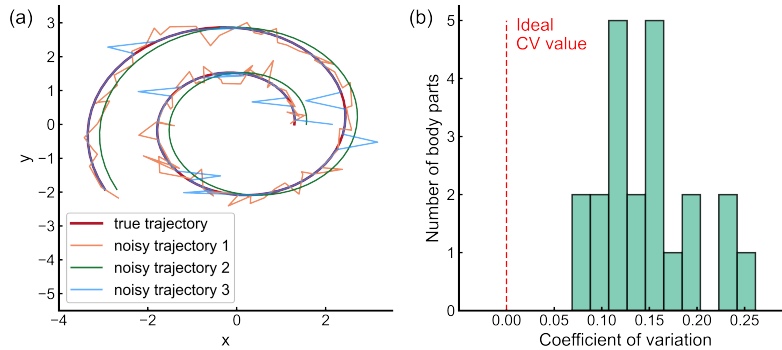 (a)
3
2
1
0
−1
−2
−3
−4
−5
y
−4
−2
0
2
x
true trajectory
noisy trajectory 1
noisy trajectory 2
noisy trajectory 3
(b)
Ideal
CV value
5
4
3
2
1
0
Number of body parts
0.00
0.05
0.10
0.15
0.20
0.25
Coefficient of variation